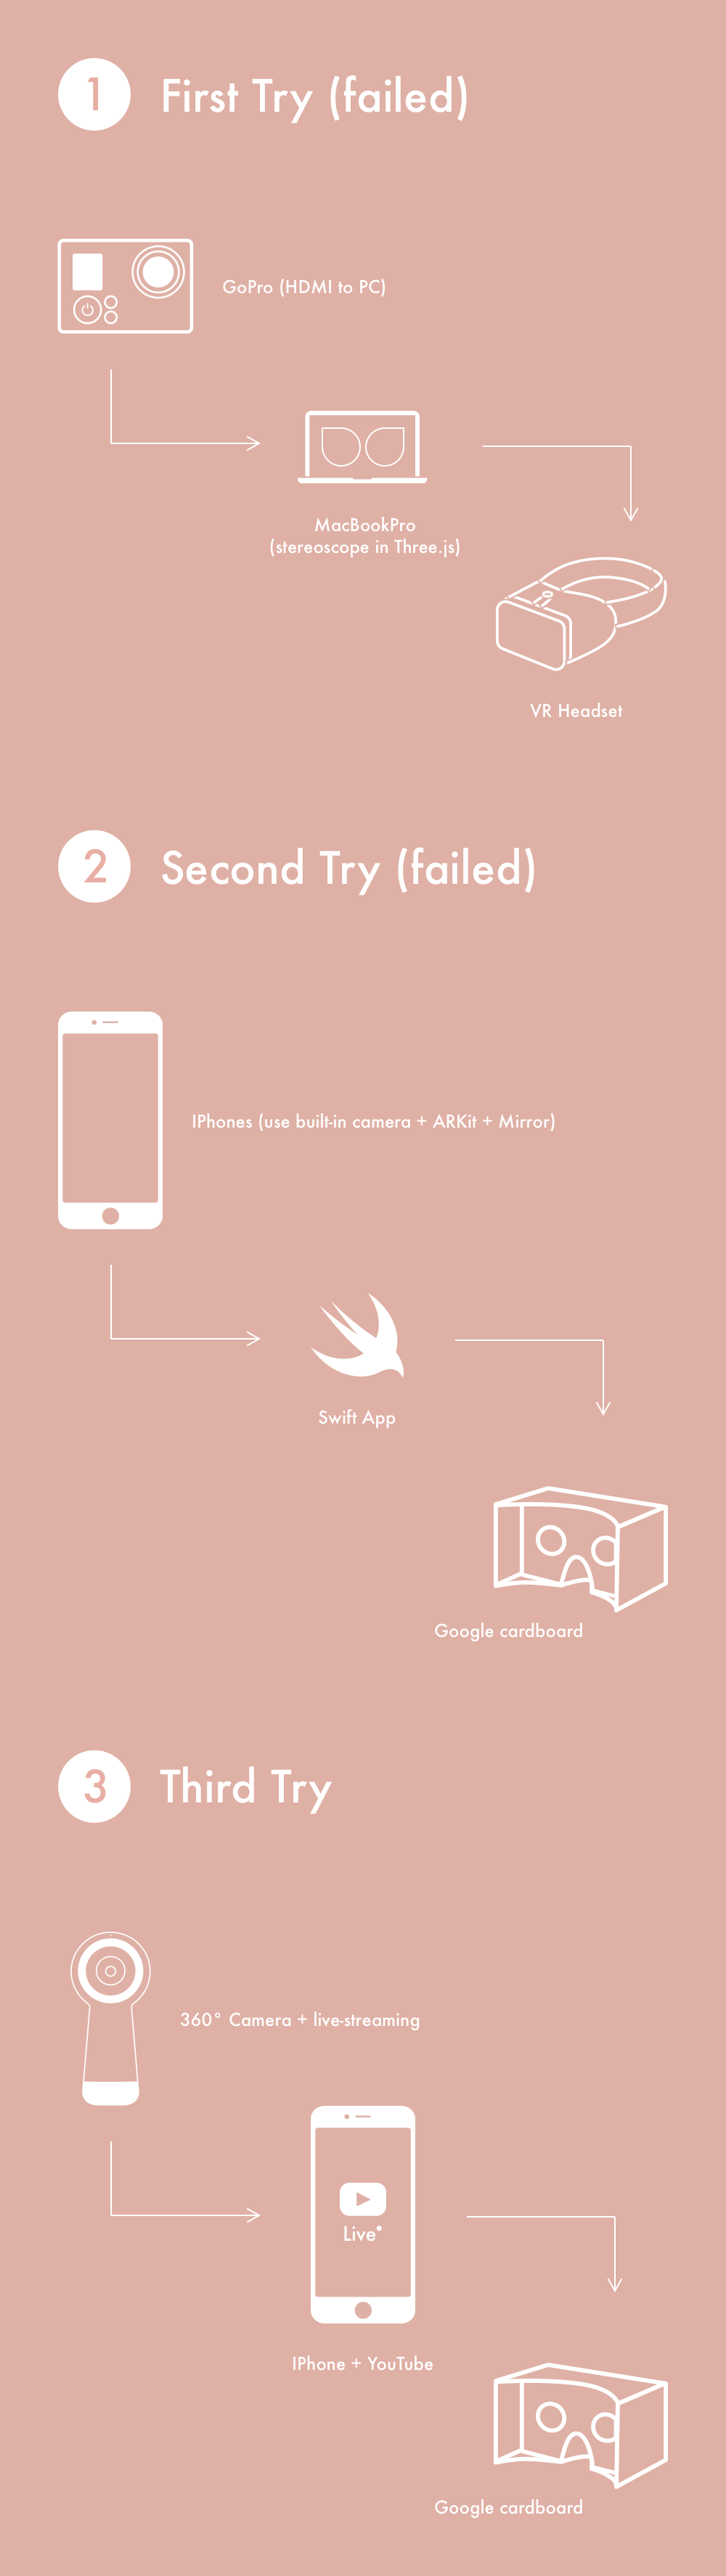 1
First Try (failed)
GoPro (HDMI to PC)
MacBookPro
(stereoscope in Three.js)
VR Headset
2
Second Try (failed)
IPhones (use built-in camera + ARKit + Mirror)
Swift App
Google cardboard
3
Third Try
360° Camera + live-streaming
Live
IPhone + YouTube
Google cardboard